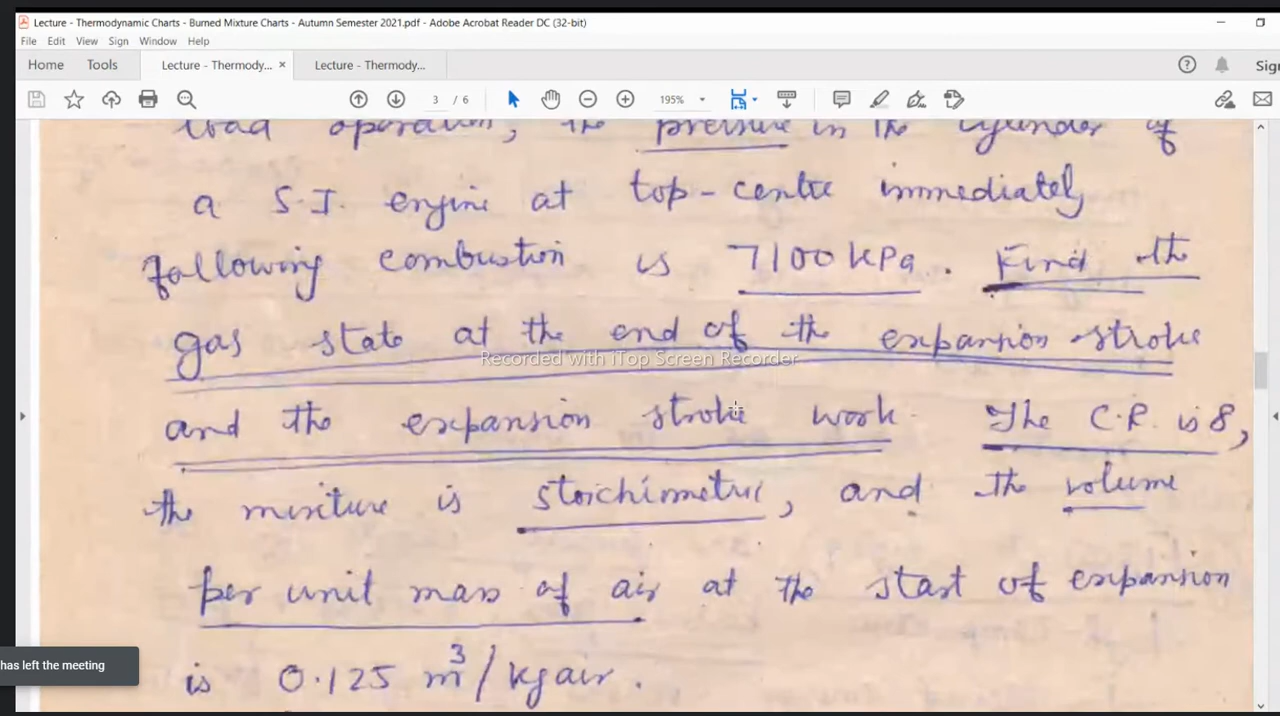 Lecture - Thermodynamic Charts - Burned Mixture Charts - Autumn Semester 2021.pdf - Adobe Acrobat Reader DC (32-bit)
File Edit View Sign Window Help
Home Tools Lecture - Thermody... × Lecture - Thermody... Sign
3 / 6 195%
load operation, the pressure in the cylinder of
a S.I. engine at top-centre immediately
following combustion is 7100 kPa. Find the
gas state at the end of the expansion stroke
Recorded with iTop Screen Recorder
and the expansion stroke work. The C.R. is 8,
the mixture is stoichiometric, and the volume
per unit mass of air at the start of expansion
has left the meeting
is 0.125 m³/kg air.